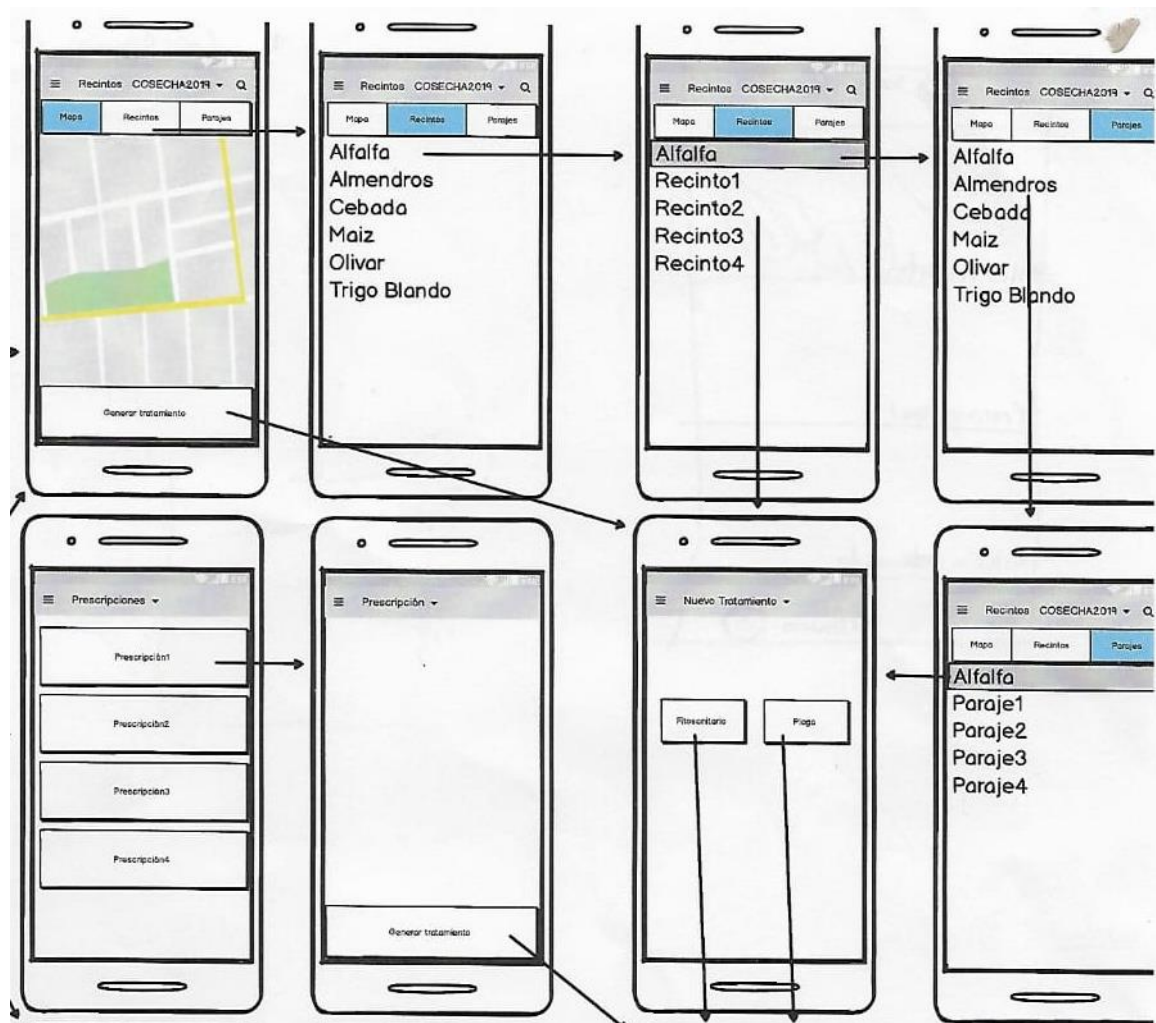 Recintos COSECHA2019
Mapa Recintos Parajes
Generar tratamiento
Recintos COSECHA2019
Mapa Recintos Parajes
Alfalfa
Almendros
Cebada
Maiz
Olivar
Trigo Blando
Recintos COSECHA2019
Mapa Recintos Parajes
Alfalfa
Recinto1
Recinto2
Recinto3
Recinto4
Recintos COSECHA2019
Mapa Recintos Parajes
Alfalfa
Almendros
Cebada
Maiz
Olivar
Trigo Blando
Prescripciones
Prescripción1
Prescripción2
Prescripción3
Prescripción4
Prescripción
Generar tratamiento
Nuevo Tratamiento
Fitosanitario Plaga
Recintos COSECHA2019
Mapa Recintos Parajes
Alfalfa
Paraje1
Paraje2
Paraje3
Paraje4